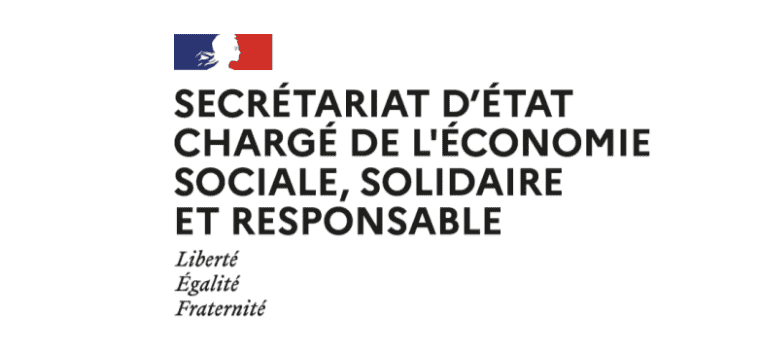 SECRÉTARIAT D’ÉTAT
CHARGÉ DE L'ÉCONOMIE
SOCIALE, SOLIDAIRE
ET RESPONSABLE
Liberté
Égalité
Fraternité